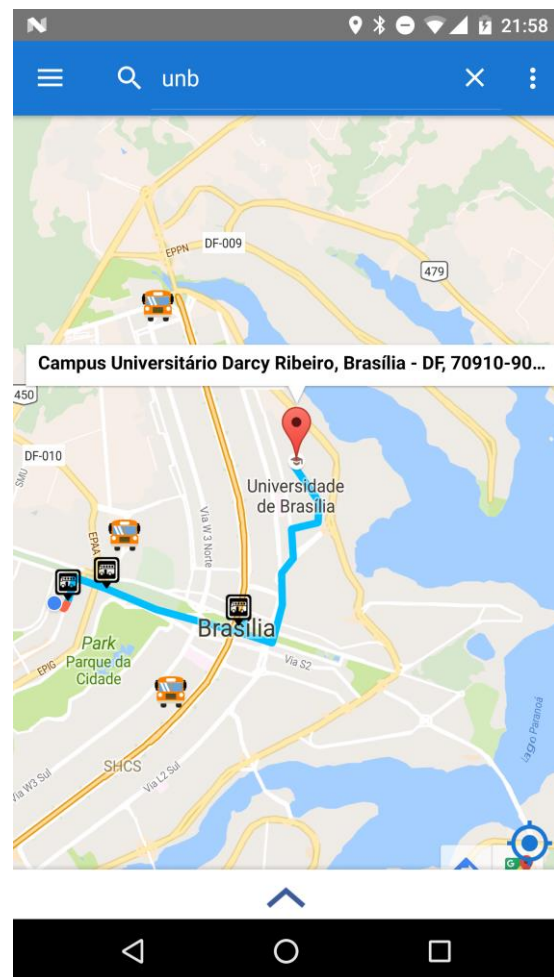 21:58
unb
DF-009
EPPN
479
Campus Universitário Darcy Ribeiro, Brasília - DF, 70910-90...
450
DF-010
SMU
Universidade
de Brasília
Via W 3 Norte
EPAA
Brasília
Park
Parque da
Cidade
EPIG
Via S2
Lago Paranoá
SHCS
Via W3 Sul
Via L2 Sul